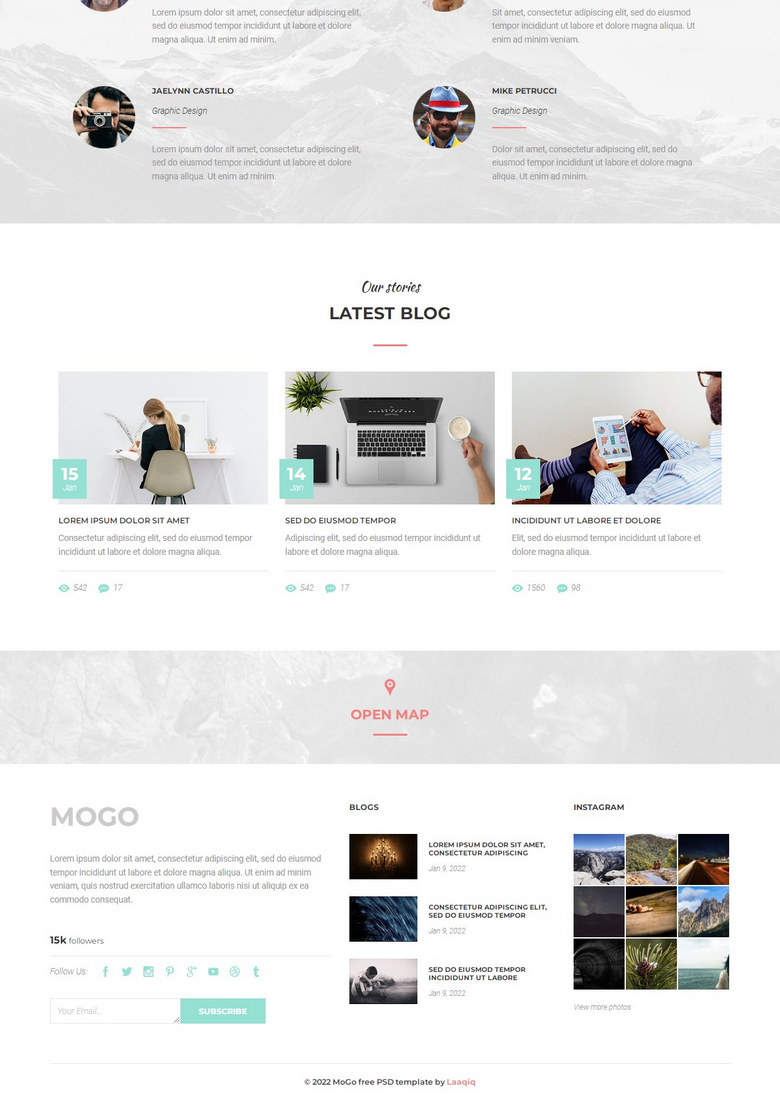 Lorem ipsum dolor sit amet, consectetur adipiscing elit,
sed do eiusmod tempor incididunt ut labore et dolore
magna aliqua. Ut enim ad minim.
Sit amet, consectetur adipiscing elit, sed do eiusmod
tempor incididunt ut labore et dolore magna aliqua. Ut
enim ad minim veniam.
JAELYNN CASTILLO
Graphic Design
Lorem ipsum dolor sit amet, consectetur adipiscing elit,
sed do eiusmod tempor incididunt ut labore et dolore
magna aliqua. Ut enim ad minim.
MIKE PETRUCCI
Graphic Design
Dolor sit amet, consectetur adipiscing elit, sed do
eiusmod tempor incididunt ut labore et dolore magna
aliqua. Ut enim ad minim.
Our stories
LATEST BLOG
15
Jan
LOREM IPSUM DOLOR SIT AMET
Consectetur adipiscing elit, sed do eiusmod tempor
incididunt ut labore et dolore magna aliqua.
542 17
14
Jan
SED DO EIUSMOD TEMPOR
Adipiscing elit, sed do eiusmod tempor incididunt ut
labore et dolore magna aliqua.
542 17
12
Jan
INCIDIDUNT UT LABORE ET DOLORE
Elit, sed do eiusmod tempor incididunt ut labore et
dolore magna aliqua.
1560 98
OPEN MAP
MOGO
Lorem ipsum dolor sit amet, consectetur adipiscing elit, sed do eiusmod
tempor incididunt ut labore et dolore magna aliqua. Ut enim ad minim
veniam, quis nostrud exercitation ullamco laboris nisi ut aliquip ex ea
commodo consequat.
15k followers
Follow Us:
Your Email...
SUBSCRIBE
BLOGS
LOREM IPSUM DOLOR SIT AMET,
CONSECTETUR ADIPISCING
Jan 9, 2022
CONSECTETUR ADIPISCING ELIT,
SED DO EIUSMOD TEMPOR
Jan 9, 2022
SED DO EIUSMOD TEMPOR
INCIDIDUNT UT LABORE
Jan 9, 2022
INSTAGRAM
View more photos
© 2022 MoGo free PSD template by Laaqiq